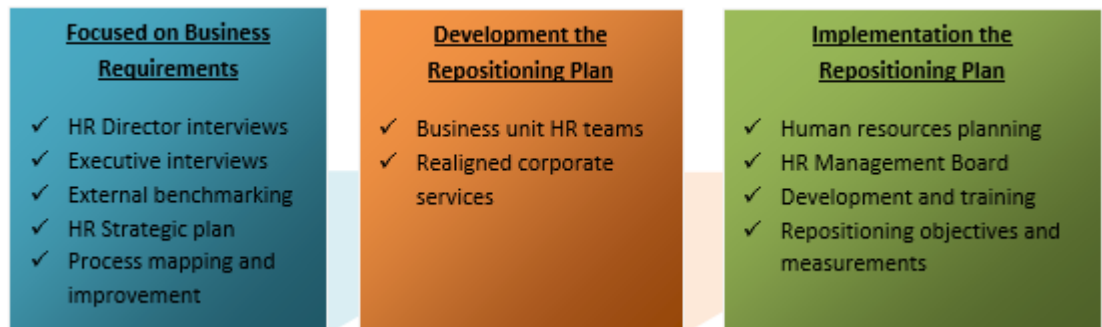 Focused on Business
Requirements
✓ HR Director interviews
✓ Executive interviews
✓ External benchmarking
✓ HR Strategic plan
✓ Process mapping and
improvement
Development the
Repositioning Plan
✓ Business unit HR teams
✓ Realigned corporate
services
Implementation the
Repositioning Plan
✓ Human resources planning
✓ HR Management Board
✓ Development and training
✓ Repositioning objectives and
measurements